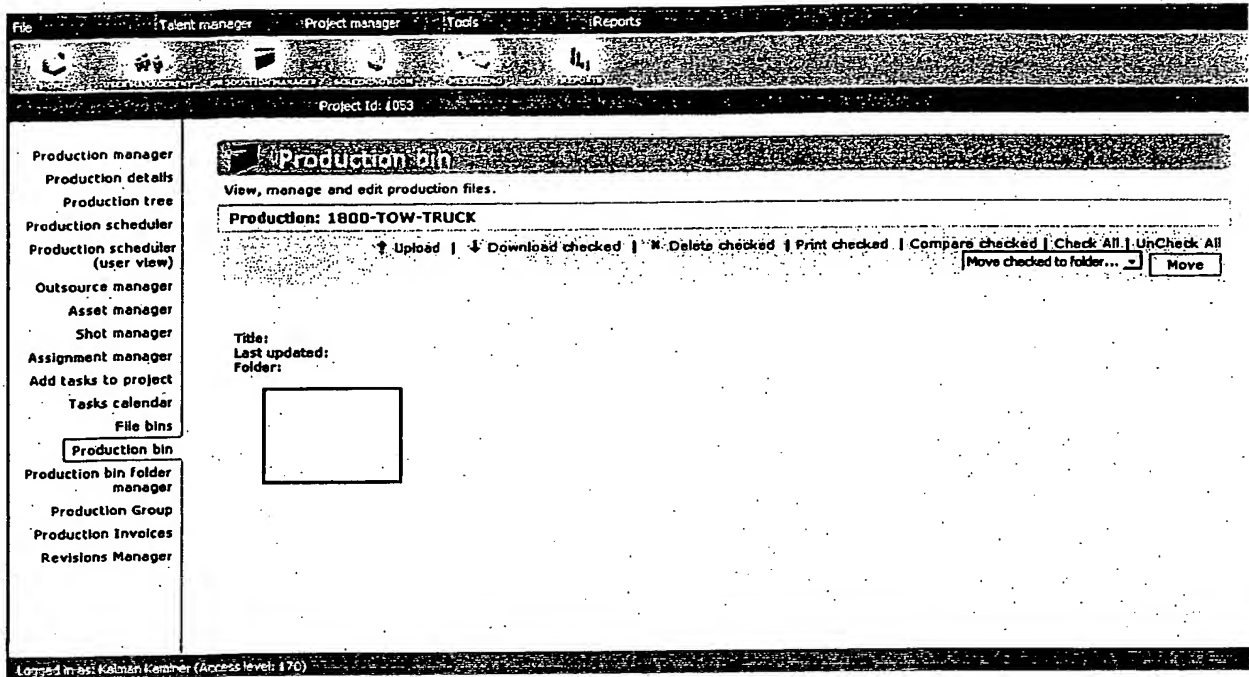 File Talent manager Project manager Tools Reports
HOME
Project Id: 1053
Production manager
Production details
Production tree
Production scheduler
Production scheduler
(user view)
Outsource manager
Asset manager
Shot manager
Assignment manager
Add tasks to project
Tasks calendar
File bins
Production bin
Production bin folder
manager
Production Group
Production Invoices
Revisions Manager
Production bin
View, manage and edit production files.
Production: 1800-TOW-TRUCK
Upload | Download checked | Delete checked | Print checked | Compare checked | Check All | UnCheck All
Move checked to folder... Move
Title:
Last updated:
Folder:
Logged in as: Kalman Kaminer (Access level: 170)